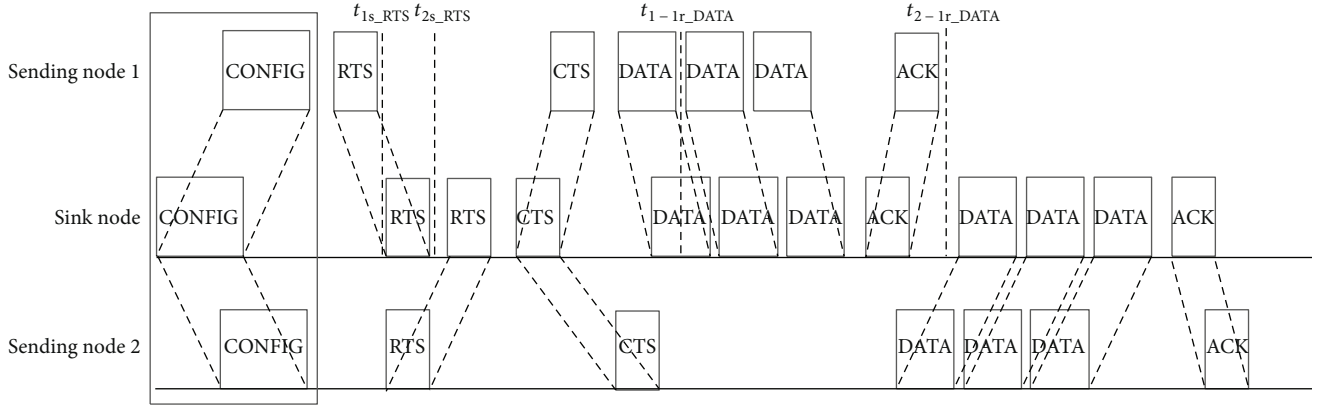 t1s_RTS t2s_RTS t1−1r_DATA t2−1r_DATA
Sending node 1 CONFIG RTS CTS DATA DATA DATA ACK
Sink node CONFIG RTS RTS CTS DATA DATA DATA ACK DATA DATA DATA ACK
Sending node 2 CONFIG RTS CTS DATA DATA DATA ACK